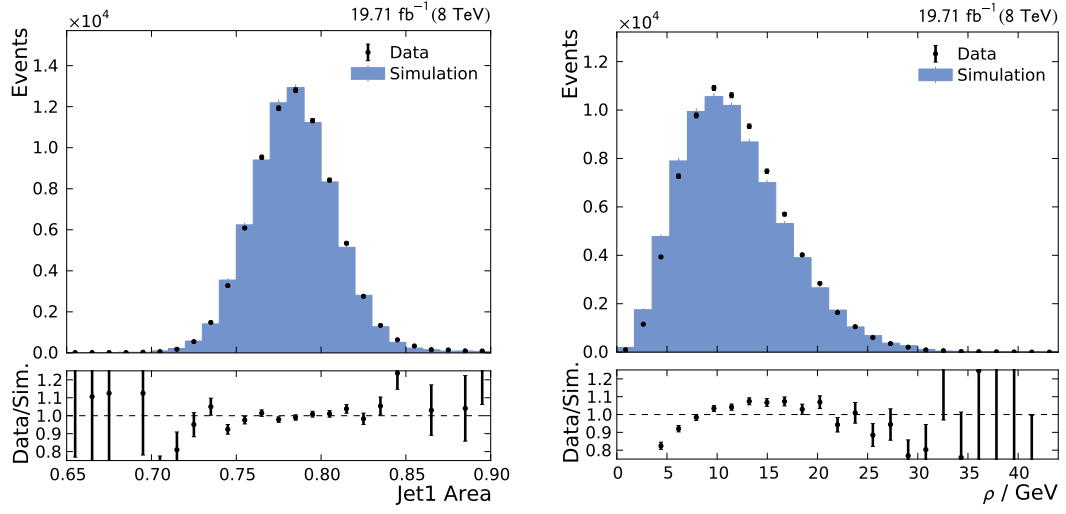 ×10⁴ 19.71 fb⁻¹ (8 TeV)
Events
Data
Simulation
1.4
1.2
1.0
0.8
0.6
0.4
0.2
0.0
Data/Sim.
1.2
1.1
1.0
0.9
0.8
0.65 0.70 0.75 0.80 0.85 0.90
Jet1 Area
×10⁴ 19.71 fb⁻¹ (8 TeV)
Events
Data
Simulation
1.2
1.0
0.8
0.6
0.4
0.2
0.0
Data/Sim.
1.2
1.1
1.0
0.9
0.8
0 5 10 15 20 25 30 35 40
ρ / GeV